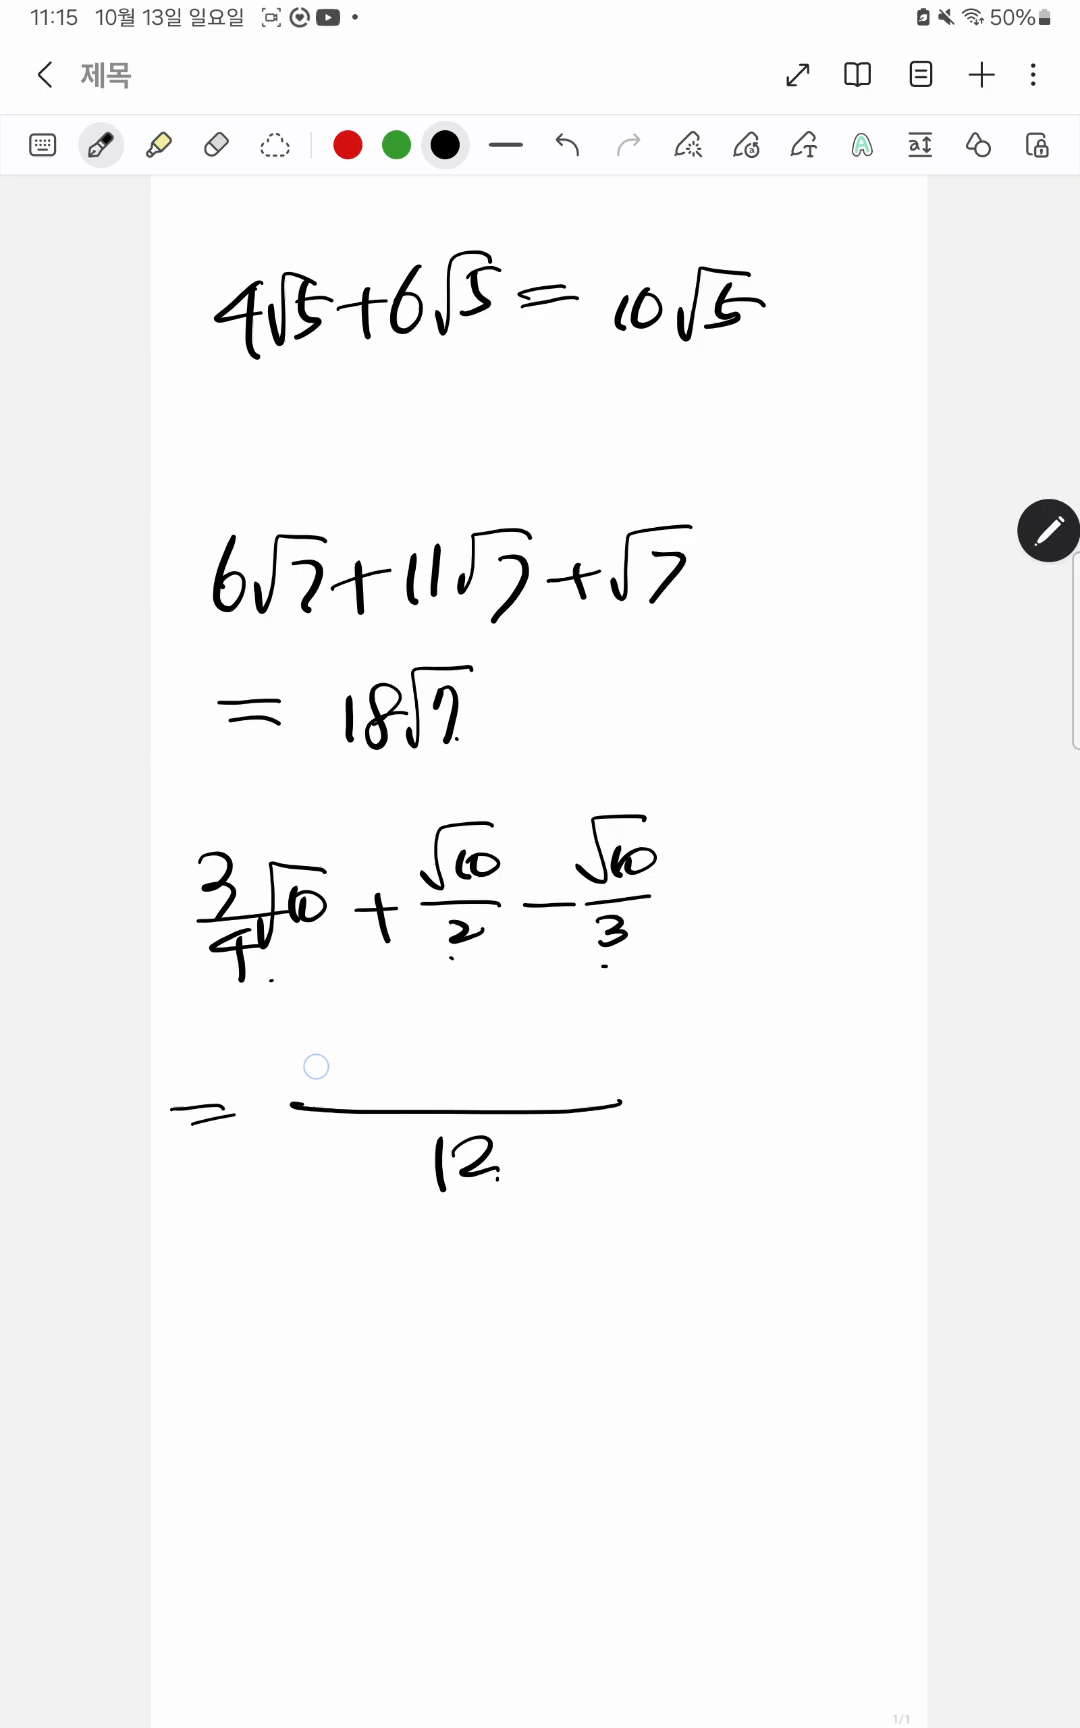 11:15 10월 13일 일요일 50%
제목
4√5+6√5=10√5
6√7+11√7+√7
= 18√7
3/4√10 + √10/2 - √10/3
= /12
1/1